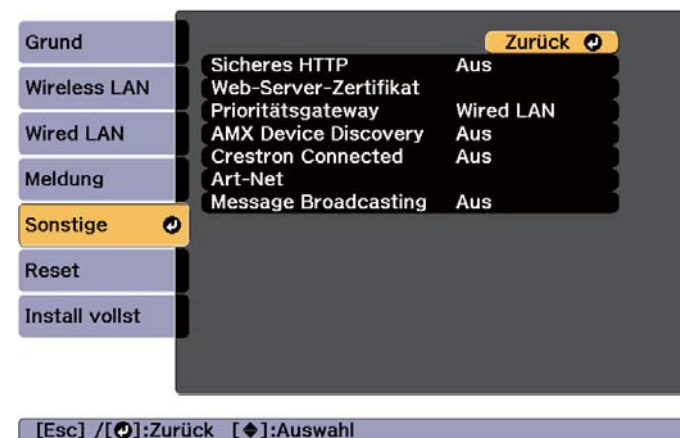 Grund
Wireless LAN
Wired LAN
Meldung
Sonstige
Reset
Install vollst
Zurück
Sicheres HTTP Aus
Web-Server-Zertifikat
Prioritätsgateway Wired LAN
AMX Device Discovery Aus
Crestron Connected Aus
Art-Net
Message Broadcasting Aus
[Esc] /[⏎]:Zurück [◆]:Auswahl